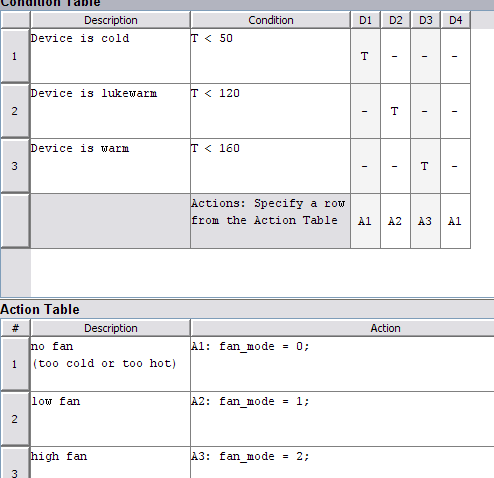 Condition Table
Description Condition D1 D2 D3 D4
1 Device is cold T < 50 T - - -
2 Device is lukewarm T < 120 - T - -
3 Device is warm T < 160 - - T -
Actions: Specify a row
from the Action Table A1 A2 A3 A1
Action Table
# Description Action
1 no fan A1: fan_mode = 0;
(too cold or too hot)
2 low fan A2: fan_mode = 1;
3 high fan A3: fan_mode = 2;